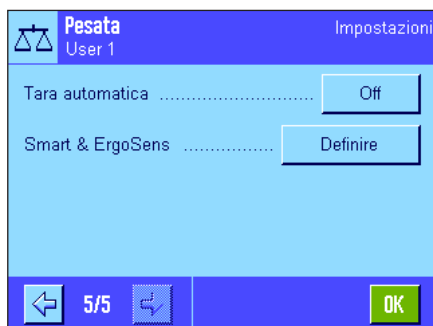 Pesata
Impostazioni
User 1
Tara automatica ............................ Off
Smart & ErgoSens ................ Definire
5/5
OK